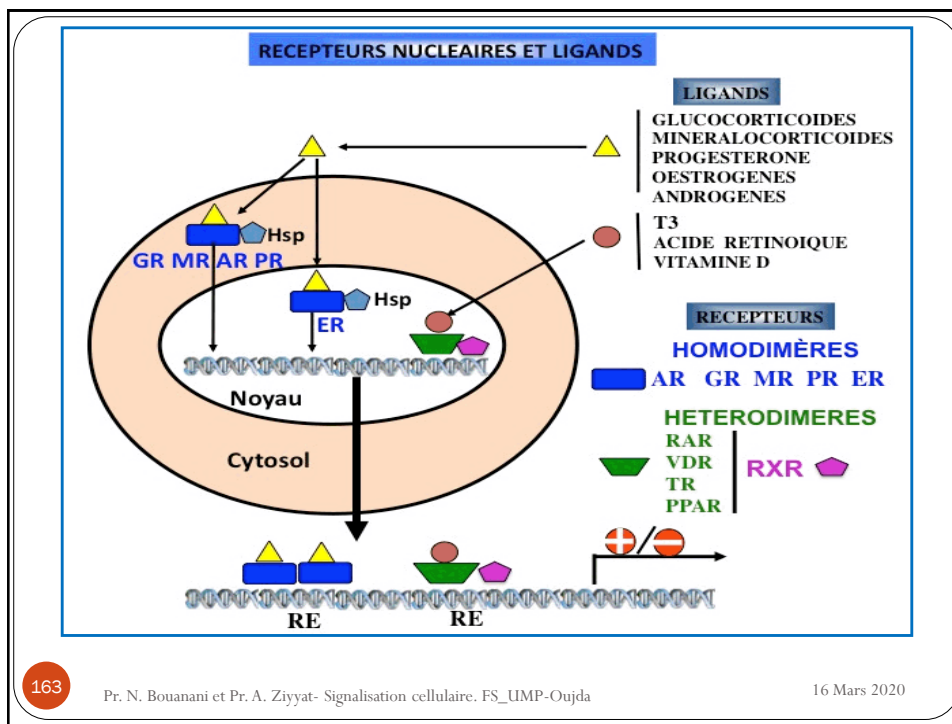 RECEPTEURS NUCLEAIRES ET LIGANDS
LIGANDS
GLUCOCORTICOIDES
MINERALOCORTICOIDES
PROGESTERONE
OESTROGENES
ANDROGENES
T3
ACIDE RETINOIQUE
VITAMINE D
Hsp
GR MR AR PR
Hsp
ER
Noyau
Cytosol
RECEPTEURS
HOMODIMÈRES
AR GR MR PR ER
HETERODIMERES
RAR
VDR
TR
PPAR
RXR
+/−
RE
RE
163
Pr. N. Bouanani et Pr. A. Ziyyat- Signalisation cellulaire. FS_UMP-Oujda
16 Mars 2020